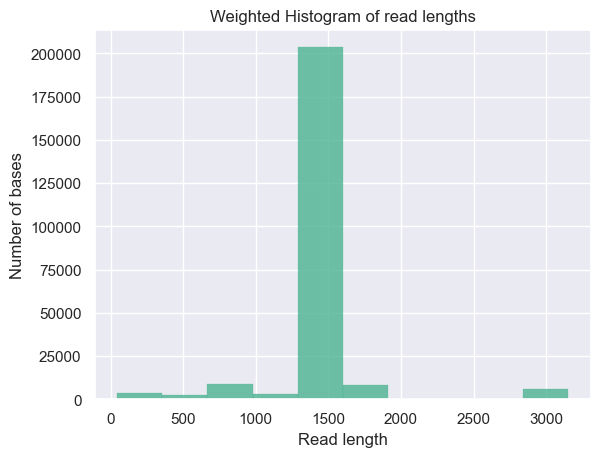 Weighted Histogram of read lengths
200000
175000
150000
125000
100000
75000
50000
25000
0
Number of bases
0 500 1000 1500 2000 2500 3000
Read length